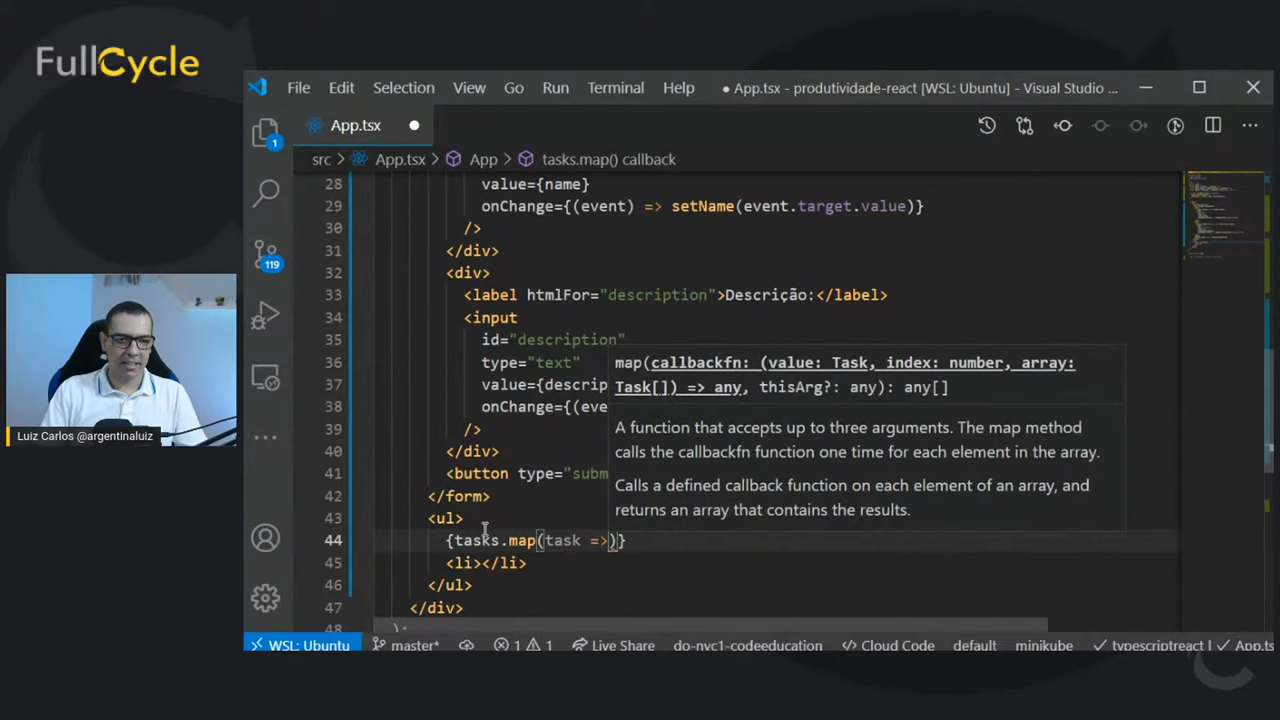 FullCycle
File Edit Selection View Go Run Terminal Help ● App.tsx - produtividade-react [WSL: Ubuntu] - Visual Studio ...
App.tsx
src > App.tsx > App > tasks.map() callback
28 value={name}
29 onChange={(event) => setName(event.target.value)}
30 />
31 </div>
32 <div>
33 <label htmlFor="description">Descrição:</label>
34 <input
35 id="description"
36 type="text"
37 value={descrip
38 onChange={(eve
39 />
40 </div>
41 <button type="subm
42 </form>
43 <ul>
44 {tasks.map(task =>)}
45 <li></li>
46 </ul>
47 </div>
48 );
map(callbackfn: (value: Task, index: number, array:
Task[]) => any, thisArg?: any): any[]
A function that accepts up to three arguments. The map method
calls the callbackfn function one time for each element in the array.
Calls a defined callback function on each element of an array, and
returns an array that contains the results.
1
119
Luiz Carlos @argentinaluiz
WSL: Ubuntu master* 1 1 Live Share do-nyc1-codeeducation Cloud Code default minikube typescriptreact | App.ts